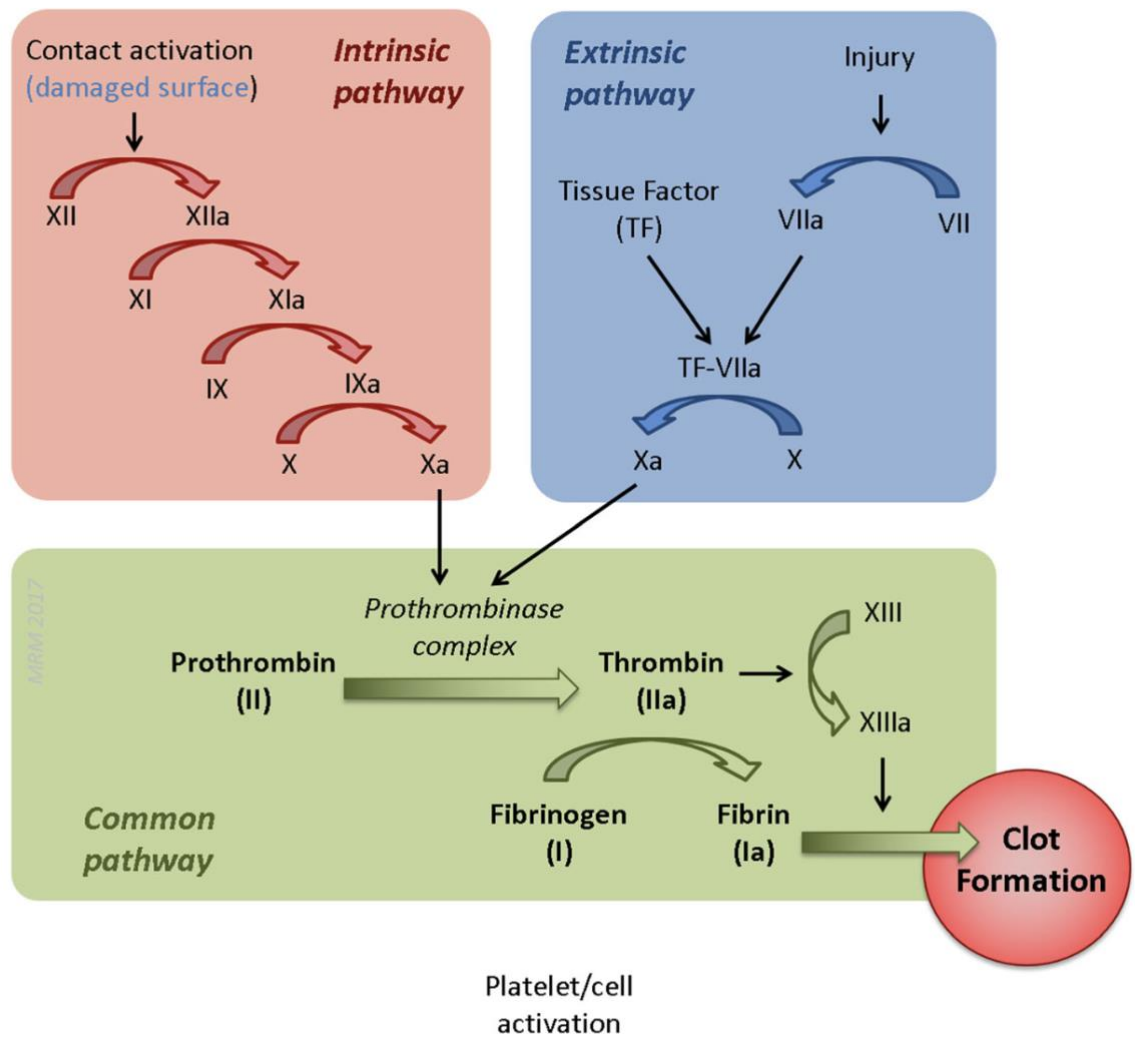 Contact activation
(damaged surface)
Intrinsic
pathway
XII
XIIa
XI
XIa
IX
IXa
X
Xa
Extrinsic
pathway
Injury
Tissue Factor
(TF)
VIIa
VII
TF-VIIa
Xa
X
MRM 2017
Prothrombinase
complex
Prothrombin
(II)
Thrombin
(IIa)
XIII
XIIIa
Fibrinogen
(I)
Fibrin
(Ia)
Common
pathway
Clot
Formation
Platelet/cell
activation